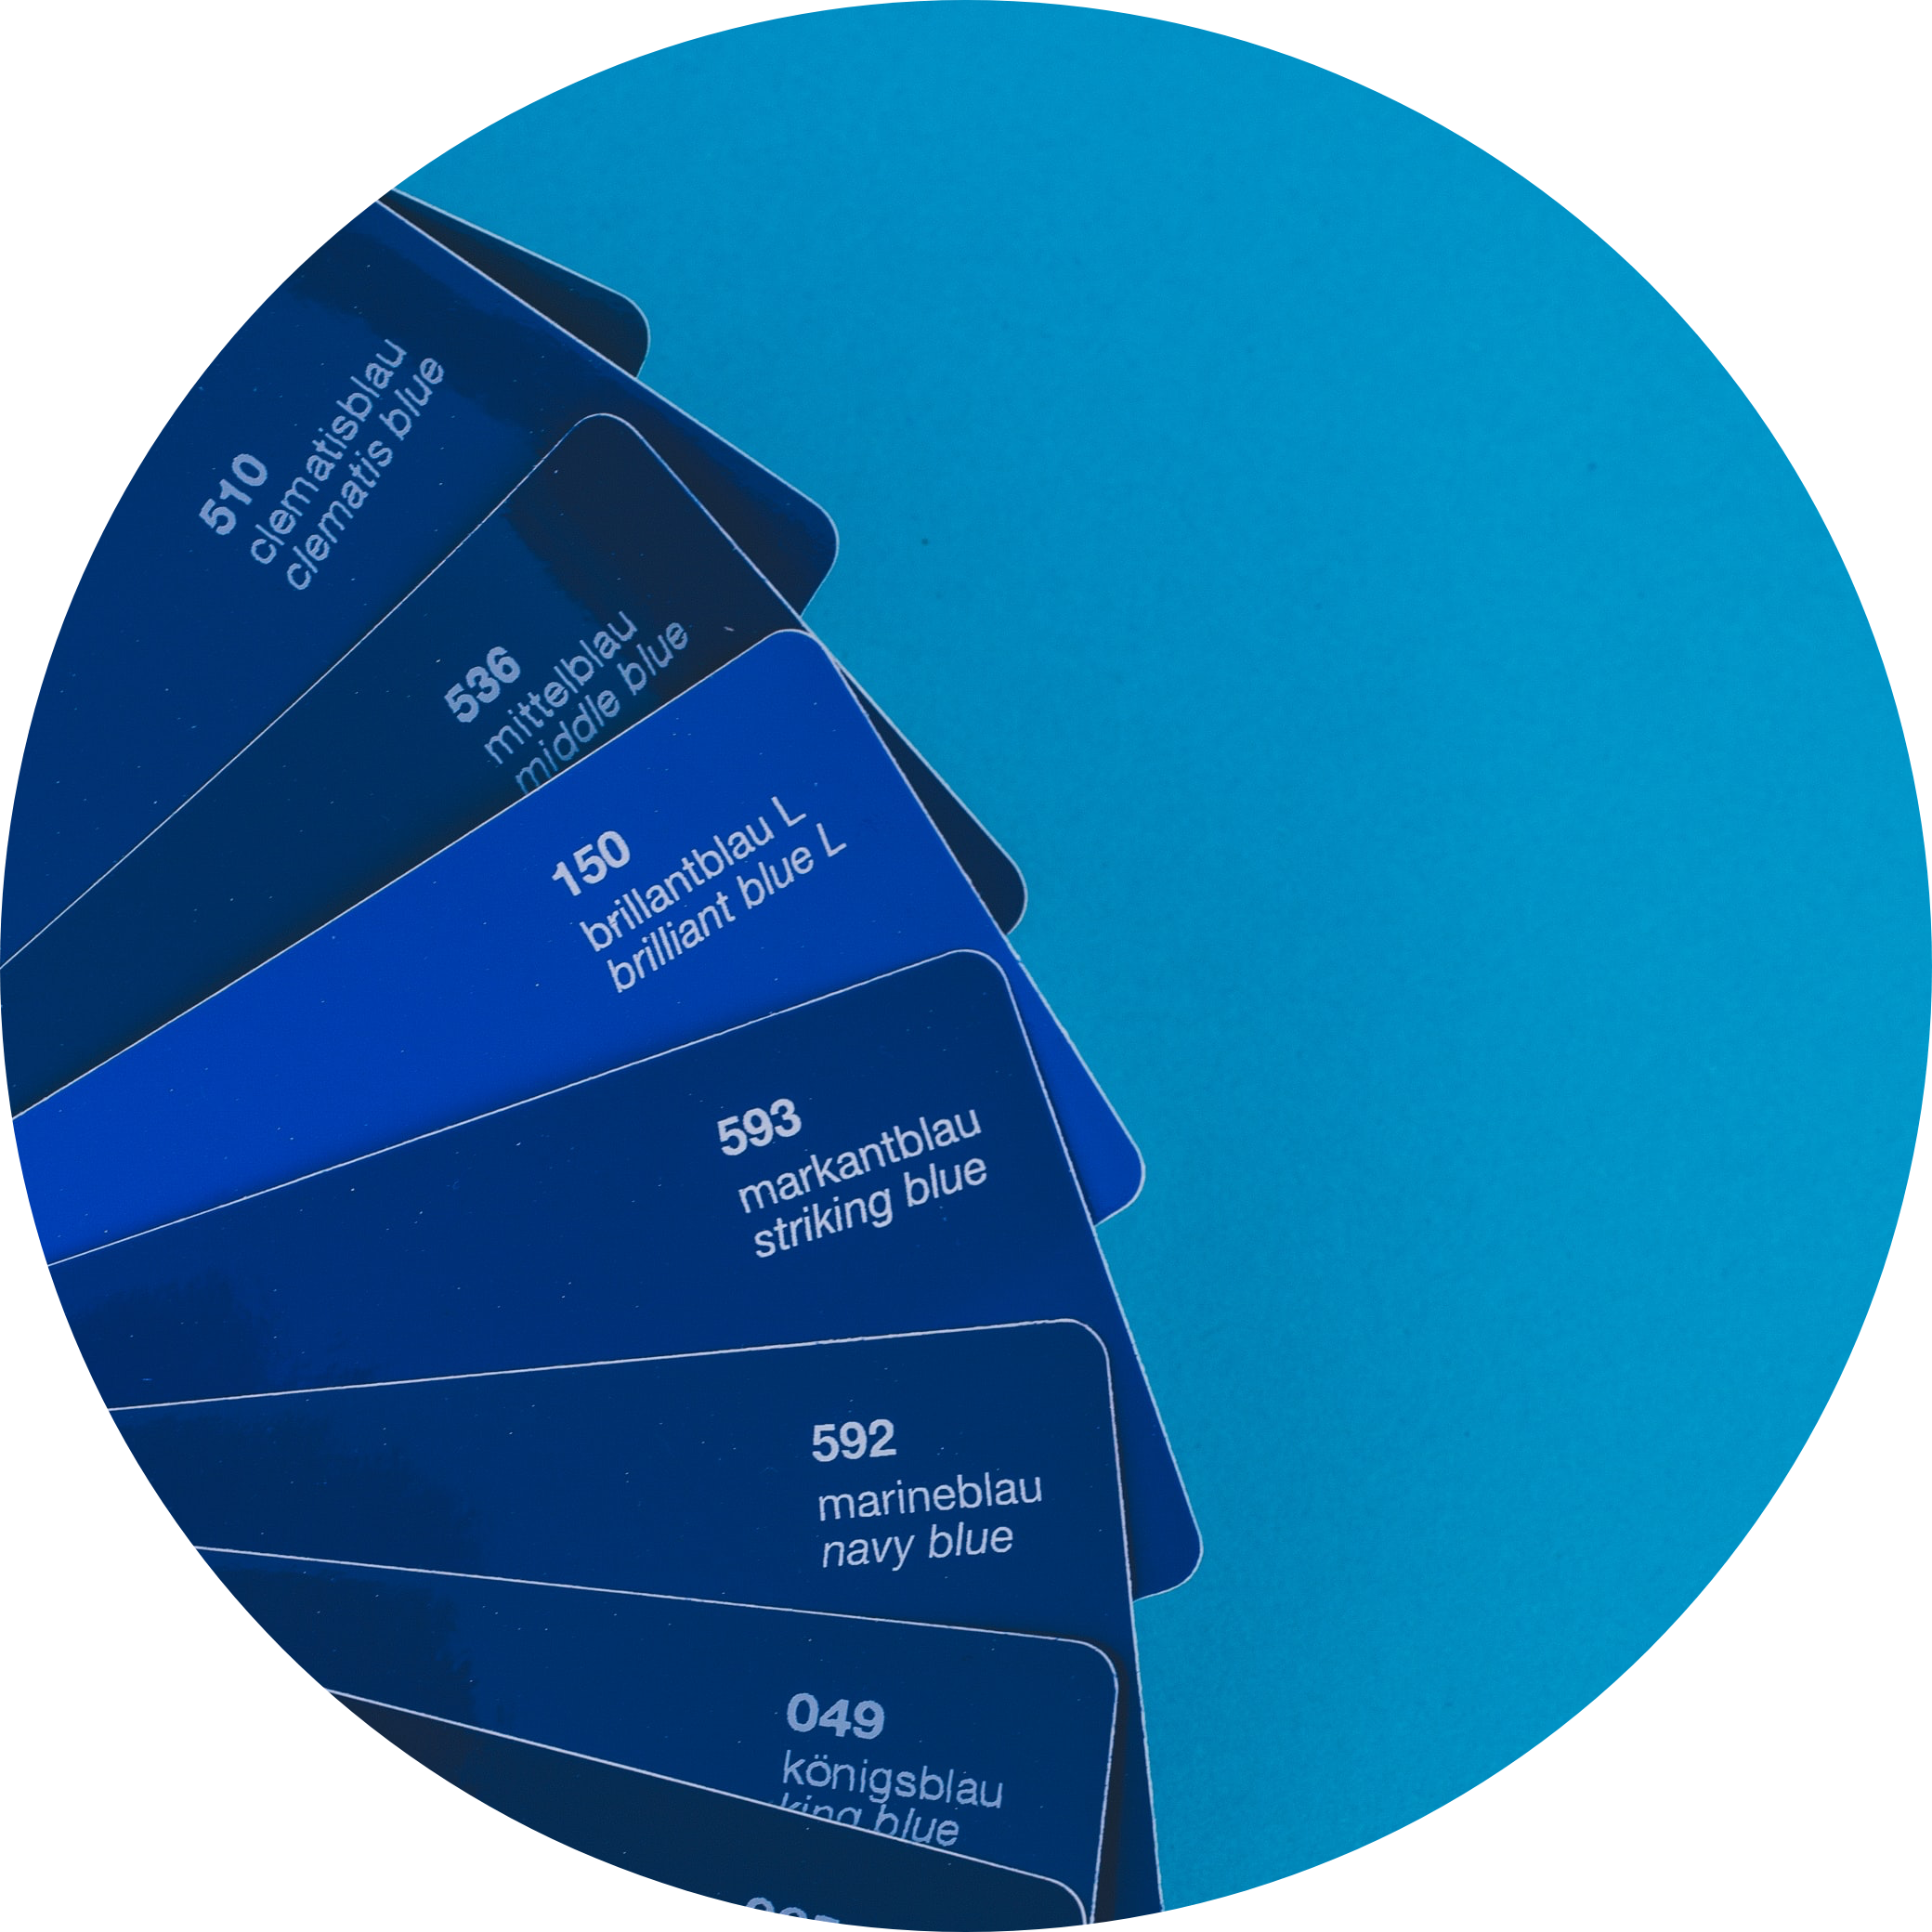 510
clematisblau
clematis blue
536
mittelblau
middle blue
150
brillantblau L
brilliant blue L
593
markantblau
striking blue
592
marineblau
navy blue
049
königsblau
king blue